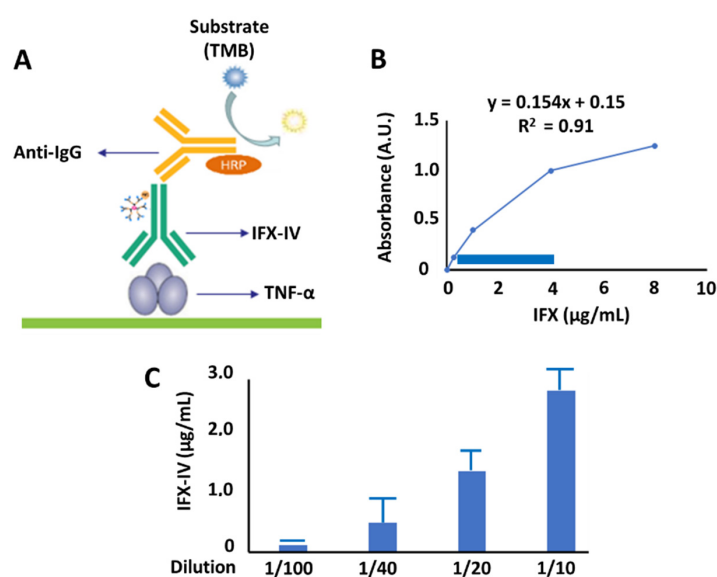 A
Substrate
(TMB)
Anti-IgG
HRP
IFX-IV
TNF-α
B
y = 0.154x + 0.15
R² = 0.91
Absorbance (A.U.)
1.5
1.0
0.5
0
0 2 4 6 8 10
IFX (µg/mL)
C
IFX-IV (µg/mL)
3.0
2,0
1.0
0
Dilution 1/100 1/40 1/20 1/10